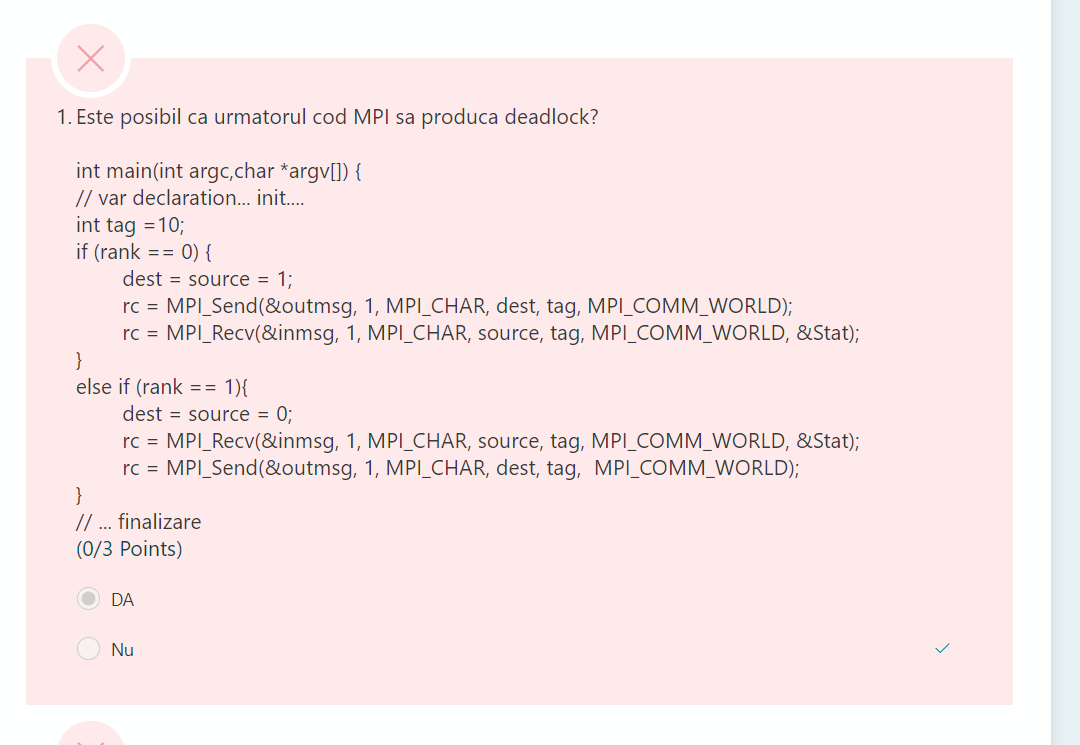 1. Este posibil ca urmatorul cod MPI sa produca deadlock?
int main(int argc,char *argv[]) {
// var declaration... init....
int tag =10;
if (rank == 0) {
dest = source = 1;
rc = MPI_Send(&outmsg, 1, MPI_CHAR, dest, tag, MPI_COMM_WORLD);
rc = MPI_Recv(&inmsg, 1, MPI_CHAR, source, tag, MPI_COMM_WORLD, &Stat);
}
else if (rank == 1){
dest = source = 0;
rc = MPI_Recv(&inmsg, 1, MPI_CHAR, source, tag, MPI_COMM_WORLD, &Stat);
rc = MPI_Send(&outmsg, 1, MPI_CHAR, dest, tag,  MPI_COMM_WORLD);
}
// ... finalizare
(0/3 Points)
DA
Nu